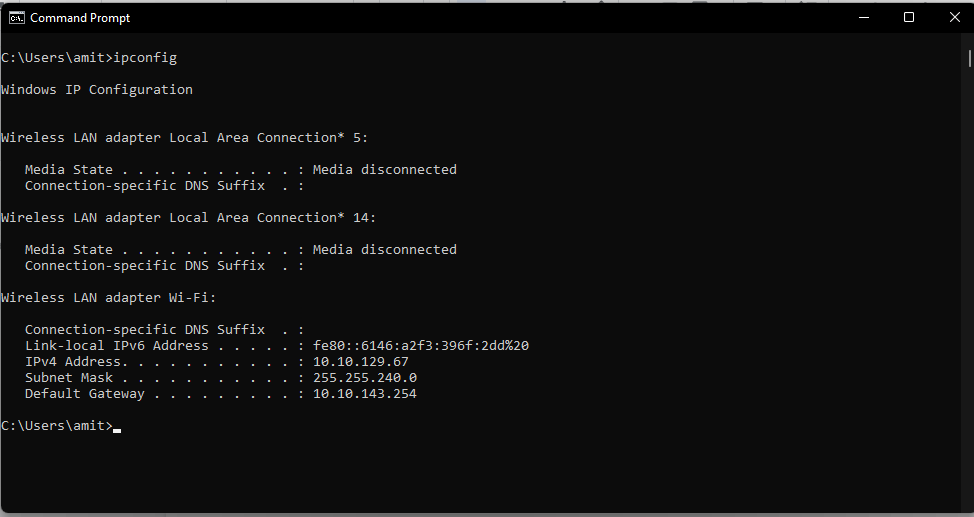 Command Prompt
C:\Users\amit>ipconfig
Windows IP Configuration
Wireless LAN adapter Local Area Connection* 5:
   Media State . . . . . . . . . . . : Media disconnected
   Connection-specific DNS Suffix  . :
Wireless LAN adapter Local Area Connection* 14:
   Media State . . . . . . . . . . . : Media disconnected
   Connection-specific DNS Suffix  . :
Wireless LAN adapter Wi-Fi:
   Connection-specific DNS Suffix  . :
   Link-local IPv6 Address . . . . . : fe80::6146:a2f3:396f:2dd%20
   IPv4 Address. . . . . . . . . . . : 10.10.129.67
   Subnet Mask . . . . . . . . . . . : 255.255.240.0
   Default Gateway . . . . . . . . . : 10.10.143.254
C:\Users\amit>